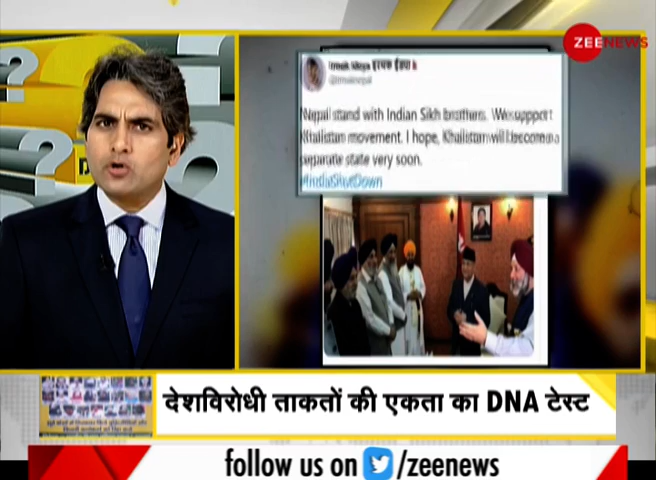 ZEENEWS
Nepal stand with Indian Sikh brothers. We support
Khalistan movement. I hope, Khalistan will become a
separate state very soon.
#IndiaShutDown
देशविरोधी ताकतों की एकता का DNA टेस्ट
follow us on /zeenews